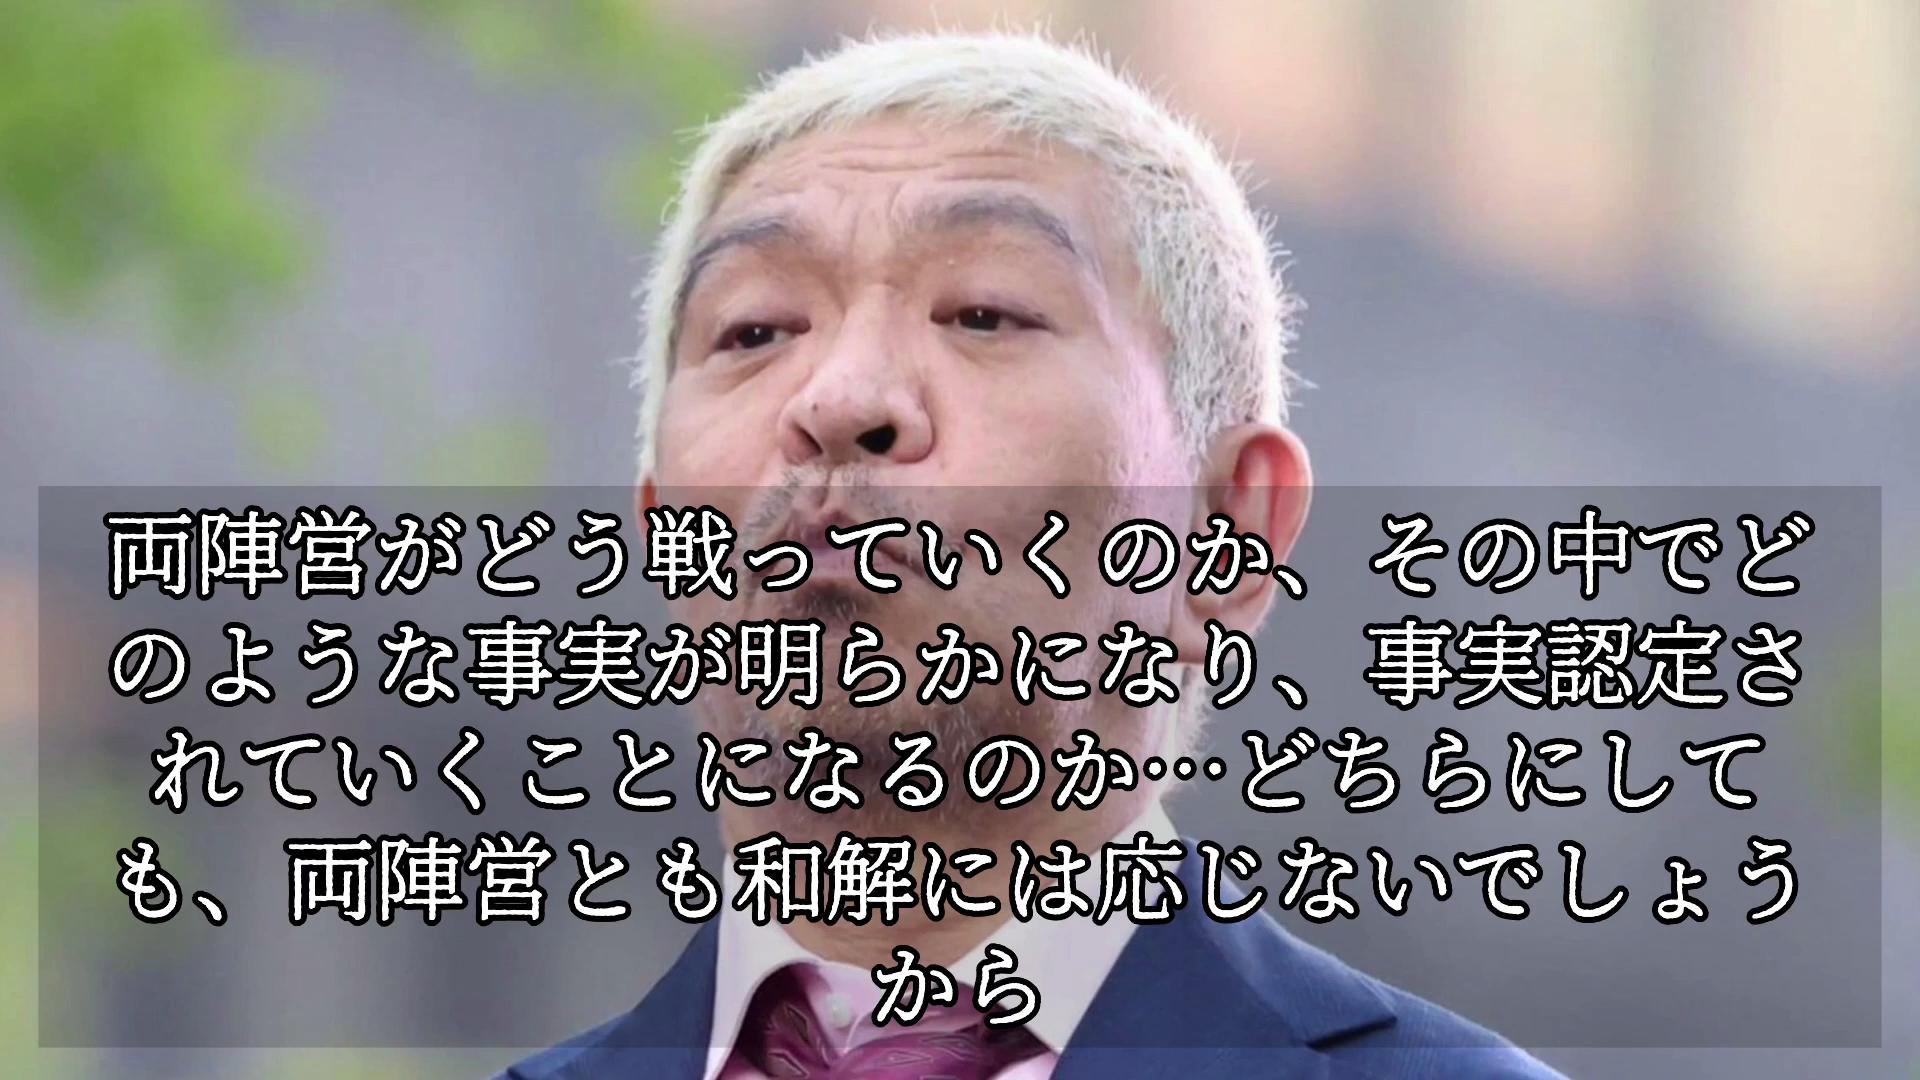 両陣営がどう戦っていくのか、その中でど
のような事実が明らかになり、事実認定さ
れていくことになるのか…どちらにして
も、両陣営とも和解には応じないでしょう
から